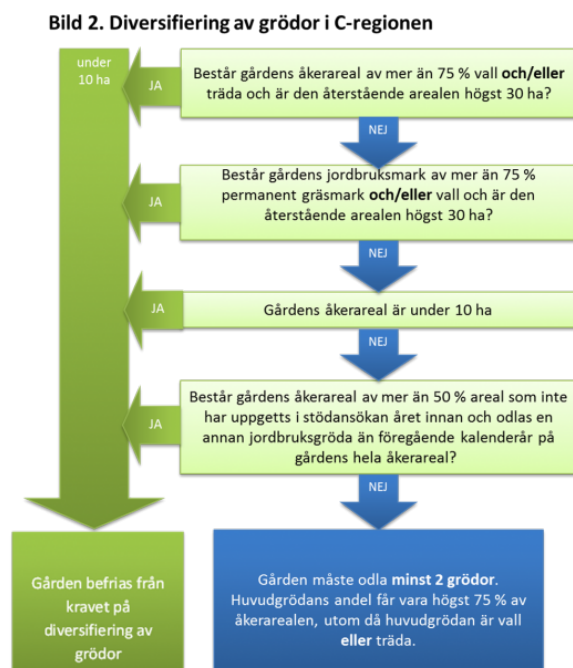 Bild 2. Diversifiering av grödor i C-regionen
under
10 ha
JA
Består gårdens åkerareal av mer än 75 % vall och/eller
träda och är den återstående arealen högst 30 ha?
NEJ
JA
Består gårdens jordbruksmark av mer än 75 %
permanent gräsmark och/eller vall och är den
återstående arealen högst 30 ha?
NEJ
JA
Gårdens åkerareal är under 10 ha
NEJ
JA
Består gårdens åkerareal av mer än 50 % areal som inte
har uppgetts i stödansökan året innan och odlas en
annan jordbruksgröda än föregående kalenderår på
gårdens hela åkerareal?
NEJ
Gården befrias från
kravet på
diversifiering av
grödor
Gården måste odla minst 2 grödor.
Huvudgrödans andel får vara högst 75 % av
åkerarealen, utom då huvudgrödan är vall
eller träda.